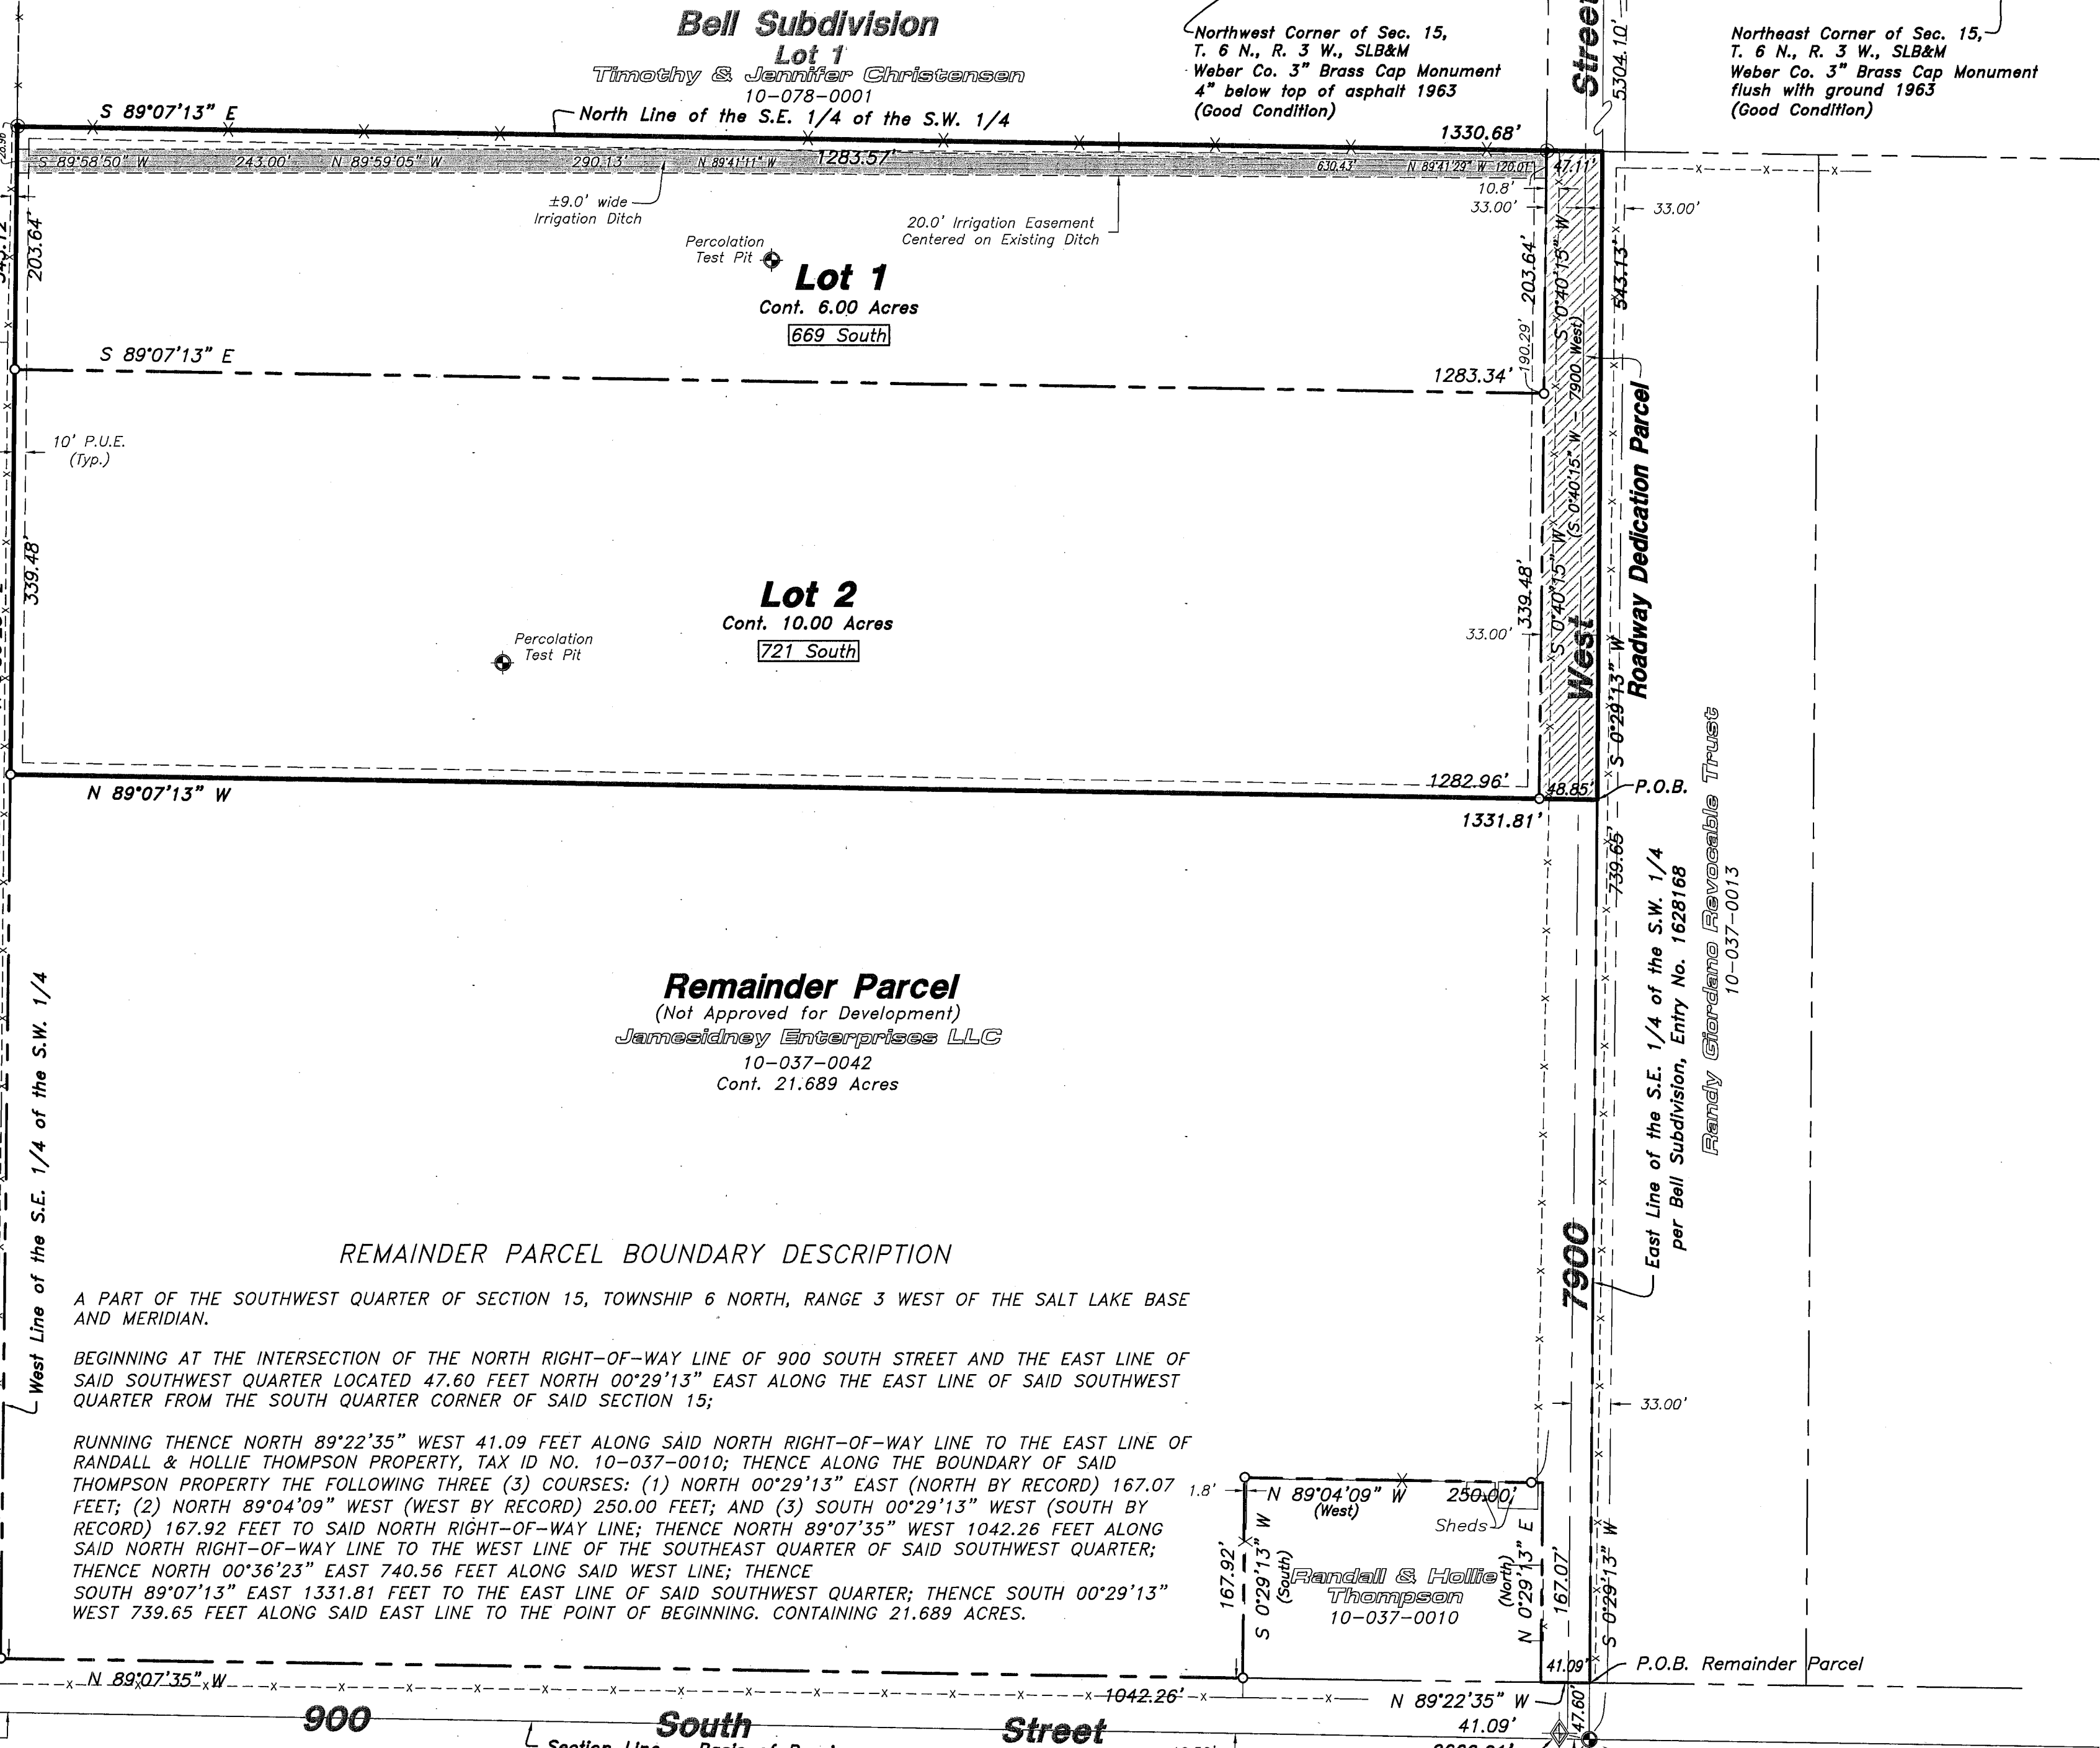 Bell Subdivision
Lot 1
Timothy & Jennifer Christensen
10-078-0001
North Line of the S.E. 1/4 of the S.W. 1/4
Northwest Corner of Sec. 15,
T. 6 N., R. 3 W., SLB&M
Weber Co. 3" Brass Cap Monument
4" below top of asphalt 1963
(Good Condition)
Street
5304.10'
Northeast Corner of Sec. 15,
T. 6 N., R. 3 W., SLB&M
Weber Co. 3" Brass Cap Monument
flush with ground 1963
(Good Condition)
S 89°07'13" E
1330.68'
S 89°58'50" W
243.00'
N 89°59'05" W
290.13'
N 89°41'11" W
1283.57'
630.43'
N 89°41'29" W 120.01'
47.11'
10.8'
33.00'
33.00'
±9.0' wide
Irrigation Ditch
20.0' Irrigation Easement
Centered on Existing Ditch
Percolation
Test Pit
Lot 1
Cont. 6.00 Acres
669 South
203.64'
203.64'
190.29'
S 0°40'15" W
543.13'
S 89°07'13" E
1283.34'
(S 0°40'15" W - 7900 West)
10' P.U.E.
(Typ.)
339.48'
Lot 2
Cont. 10.00 Acres
721 South
Percolation
Test Pit
339.48'
33.00'
S 0°40'15" W
West
S 0°29'13" W
Roadway Dedication Parcel
N 89°07'13" W
1282.96'
48.85'
P.O.B.
1331.81'
739.65'
Randy Giordano Revocable Trust
10-037-0013
East Line of the S.E. 1/4 of the S.W. 1/4
per Bell Subdivision, Entry No. 1628168
West Line of the S.E. 1/4 of the S.W. 1/4
Remainder Parcel
(Not Approved for Development)
Jamesidney Enterprises LLC
10-037-0042
Cont. 21.689 Acres
7900
33.00'
REMAINDER PARCEL BOUNDARY DESCRIPTION
A PART OF THE SOUTHWEST QUARTER OF SECTION 15, TOWNSHIP 6 NORTH, RANGE 3 WEST OF THE SALT LAKE BASE
AND MERIDIAN.
BEGINNING AT THE INTERSECTION OF THE NORTH RIGHT-OF-WAY LINE OF 900 SOUTH STREET AND THE EAST LINE OF
SAID SOUTHWEST QUARTER LOCATED 47.60 FEET NORTH 00°29'13" EAST ALONG THE EAST LINE OF SAID SOUTHWEST
QUARTER FROM THE SOUTH QUARTER CORNER OF SAID SECTION 15;
RUNNING THENCE NORTH 89°22'35" WEST 41.09 FEET ALONG SAID NORTH RIGHT-OF-WAY LINE TO THE EAST LINE OF
RANDALL & HOLLIE THOMPSON PROPERTY, TAX ID NO. 10-037-0010; THENCE ALONG THE BOUNDARY OF SAID
THOMPSON PROPERTY THE FOLLOWING THREE (3) COURSES: (1) NORTH 00°29'13" EAST (NORTH BY RECORD) 167.07
FEET; (2) NORTH 89°04'09" WEST (WEST BY RECORD) 250.00 FEET; AND (3) SOUTH 00°29'13" WEST (SOUTH BY
RECORD) 167.92 FEET TO SAID NORTH RIGHT-OF-WAY LINE; THENCE NORTH 89°07'35" WEST 1042.26 FEET ALONG
SAID NORTH RIGHT-OF-WAY LINE TO THE WEST LINE OF THE SOUTHEAST QUARTER OF SAID SOUTHWEST QUARTER;
THENCE NORTH 00°36'23" EAST 740.56 FEET ALONG SAID WEST LINE; THENCE
SOUTH 89°07'13" EAST 1331.81 FEET TO THE EAST LINE OF SAID SOUTHWEST QUARTER; THENCE SOUTH 00°29'13"
WEST 739.65 FEET ALONG SAID EAST LINE TO THE POINT OF BEGINNING. CONTAINING 21.689 ACRES.
1.8'
N 89°04'09" W
250.00'
(West)
Sheds
167.92'
S 0°29'13" W
(South)
Randall & Hollie
Thompson
10-037-0010
(North)
N 0°29'13" E
167.07'
S 0°29'13" W
41.09'
P.O.B. Remainder Parcel
N 89°07'35" W
1042.26'
N 89°22'35" W
41.09'
47.60'
900 South Street